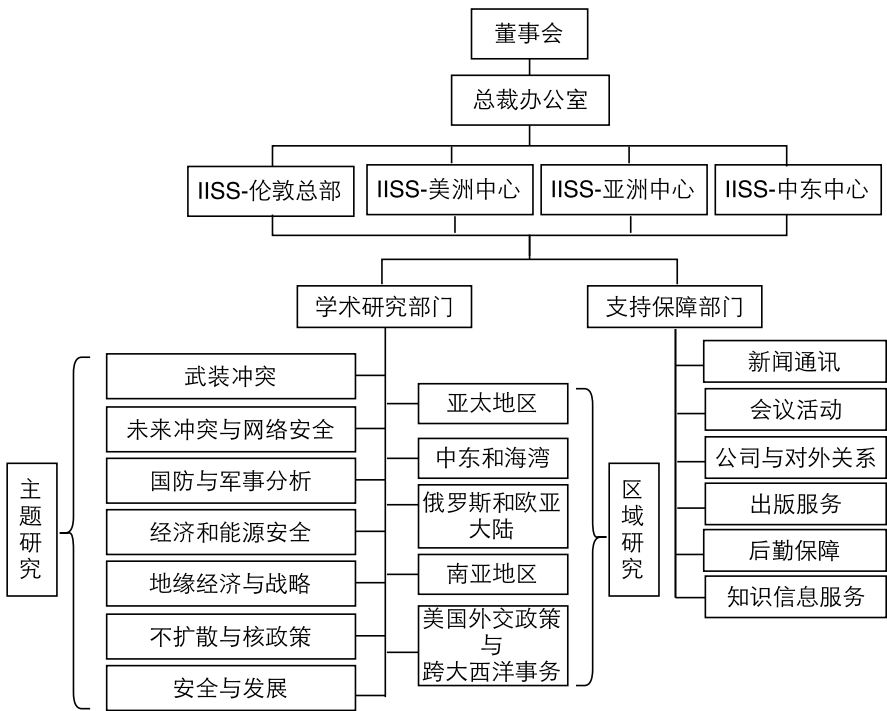 董事会
总裁办公室
IISS-伦敦总部
IISS-美洲中心
IISS-亚洲中心
IISS-中东中心
学术研究部门
支持保障部门
主
题
研
究
武装冲突
未来冲突与网络安全
国防与军事分析
经济和能源安全
地缘经济与战略
不扩散与核政策
安全与发展
亚太地区
中东和海湾
俄罗斯和欧亚
大陆
南亚地区
美国外交政策
与
跨大西洋事务
区
域
研
究
新闻通讯
会议活动
公司与对外关系
出版服务
后勤保障
知识信息服务